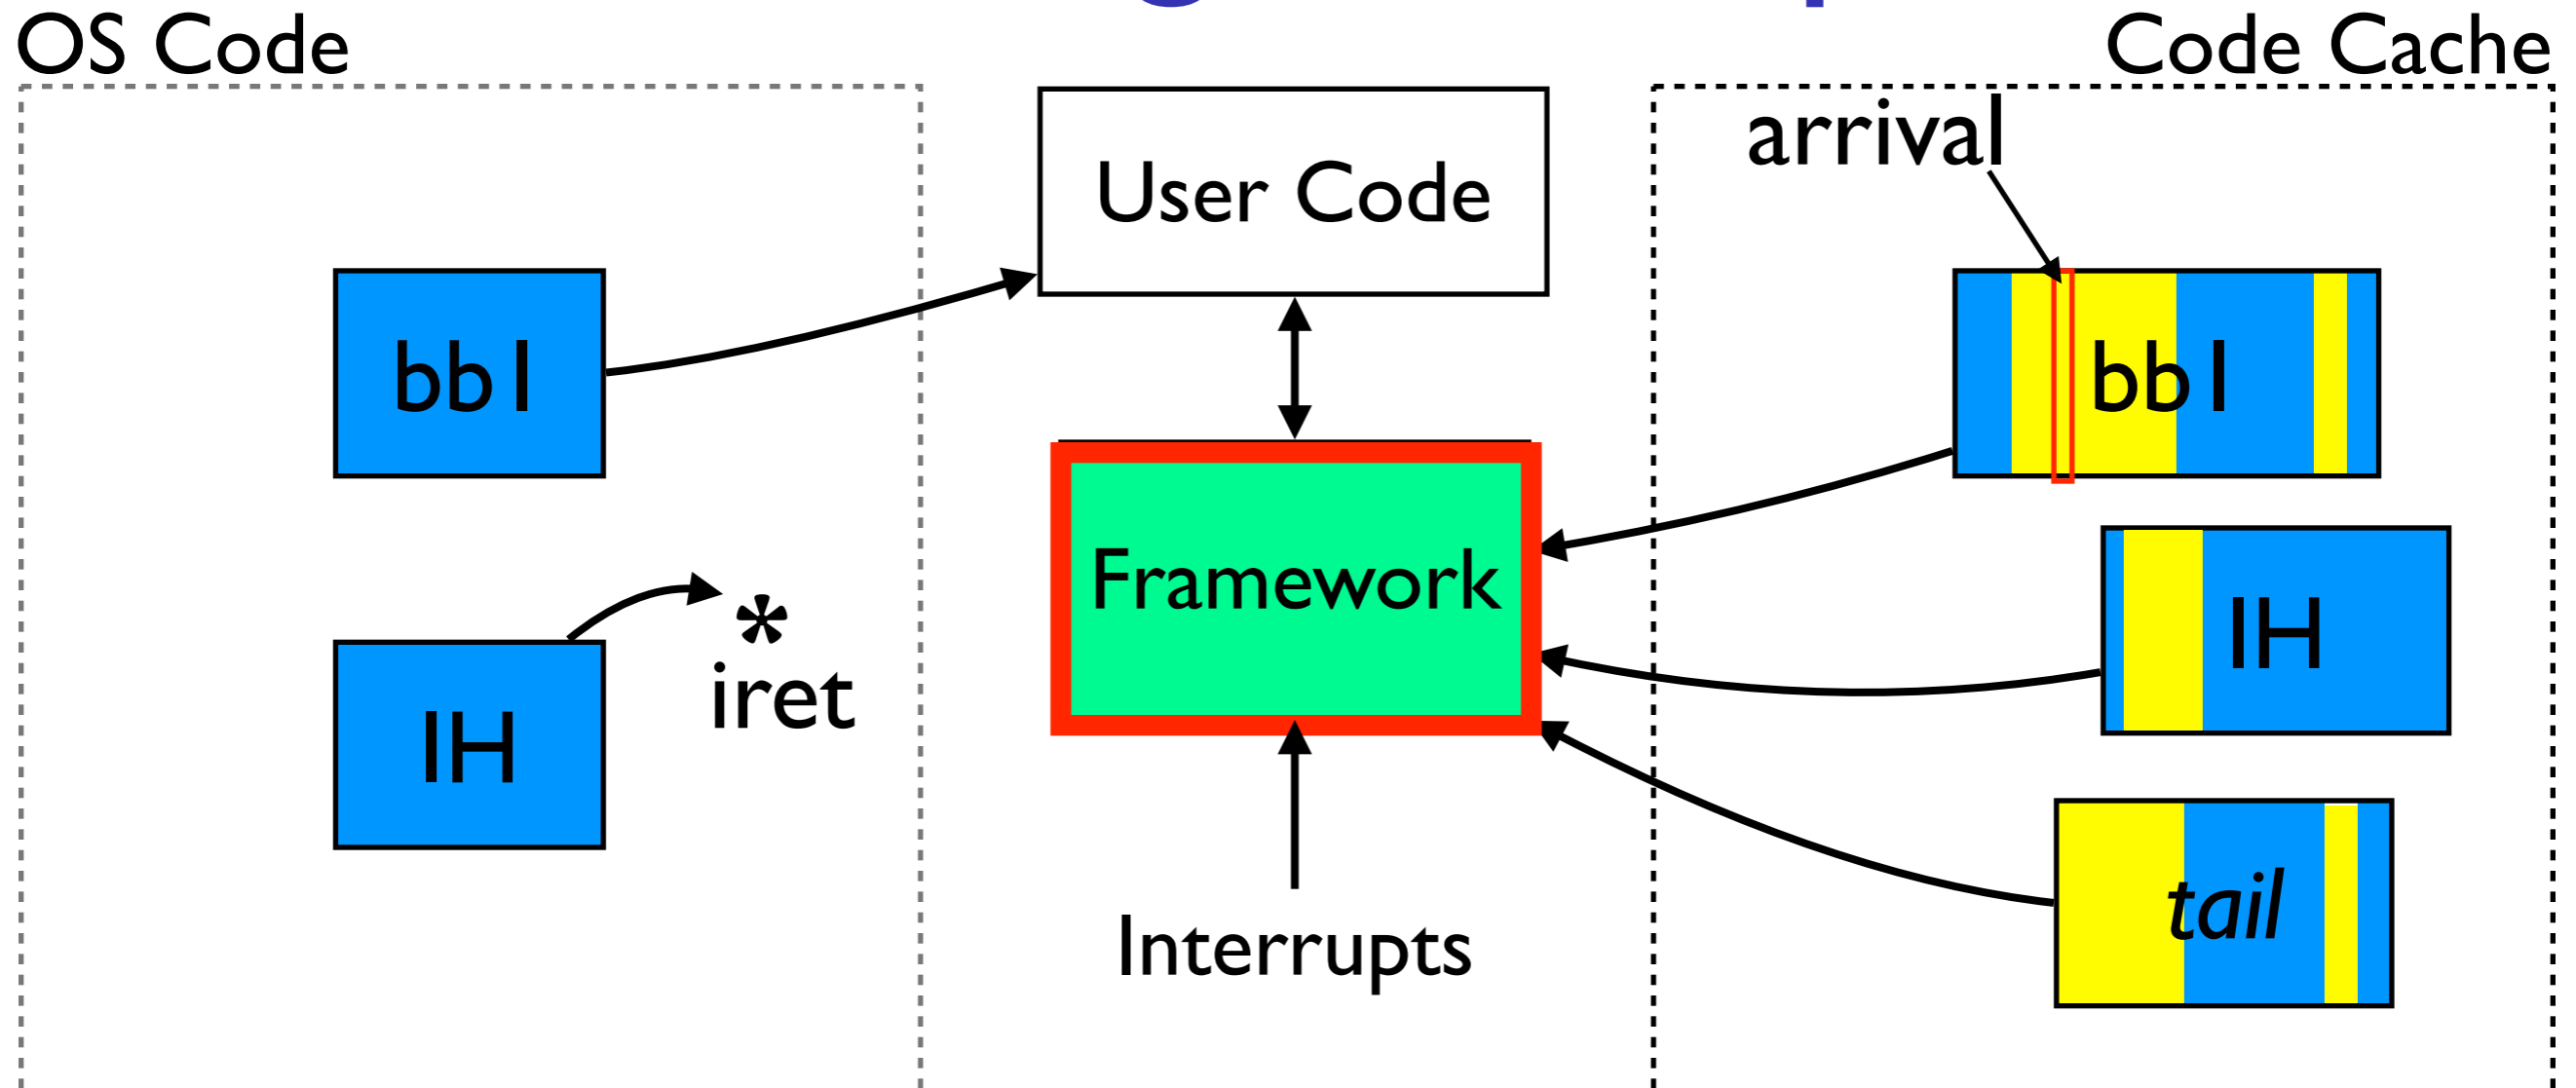 OS Code
Code Cache
arrival
User Code
bb1
bb1
Framework
IH
*
iret
IH
tail
Interrupts